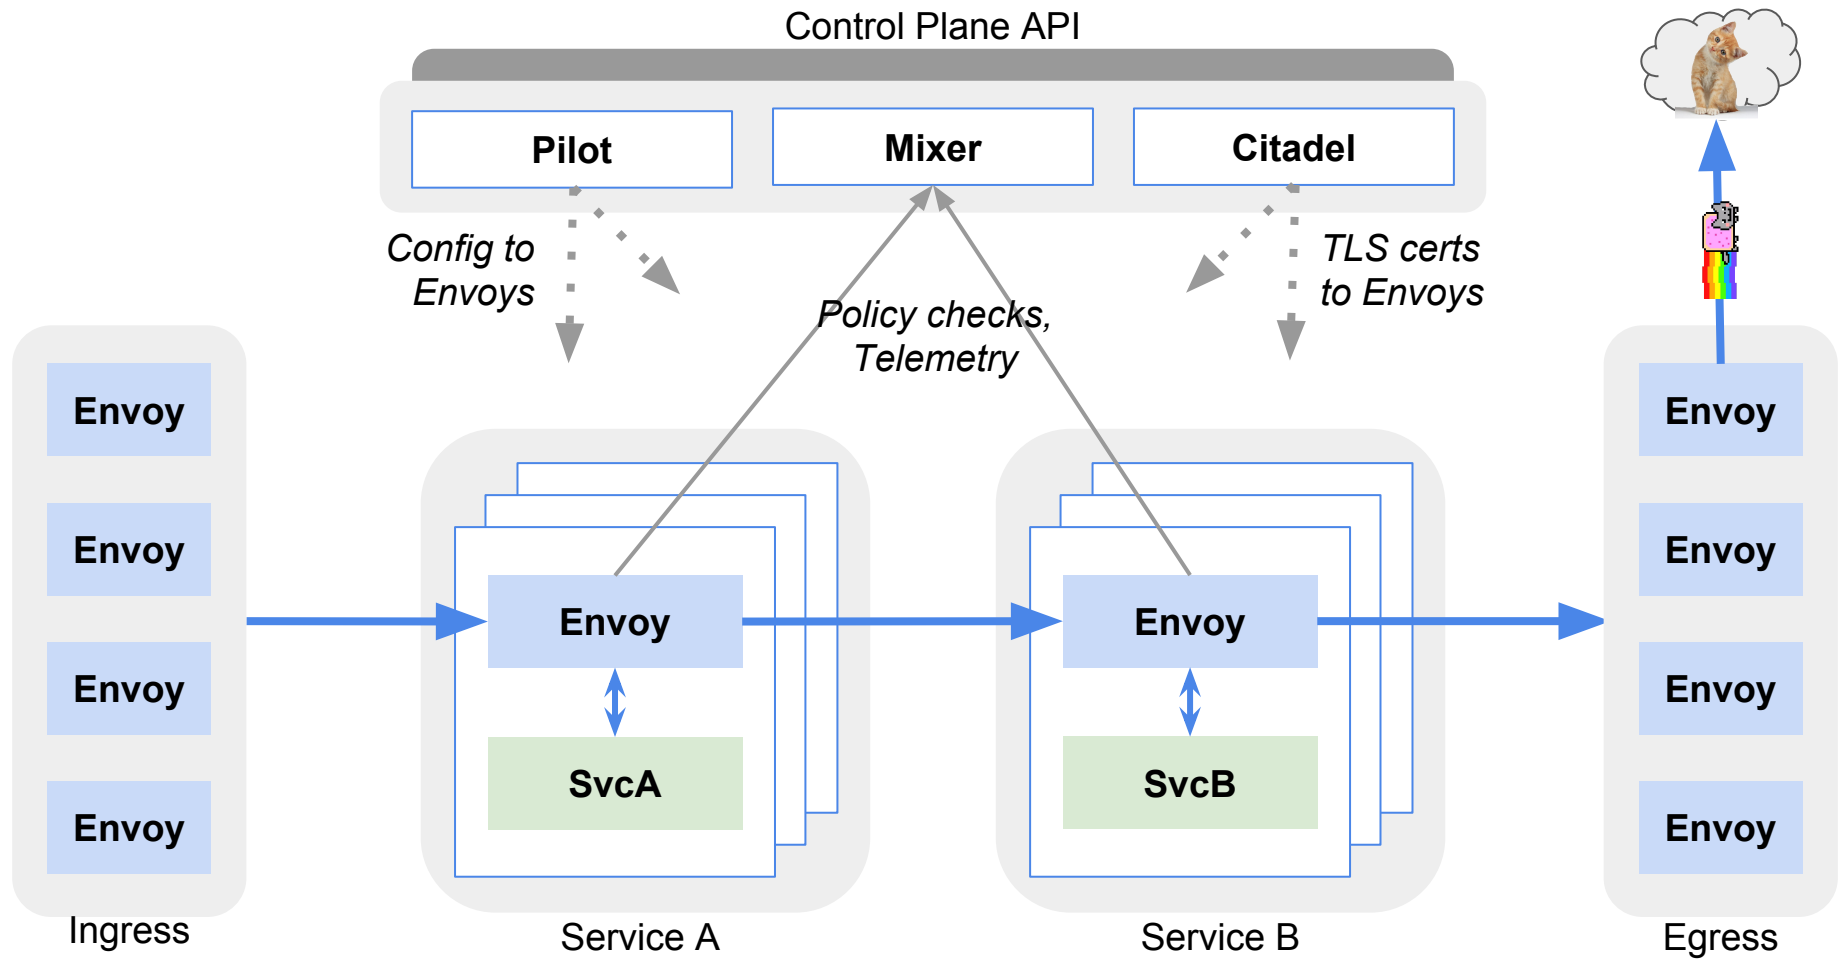 Control Plane API
Pilot
Mixer
Citadel
Config to
Envoys
Policy checks,
Telemetry
TLS certs
to Envoys
Envoy
Envoy
Envoy
Envoy
Ingress
Envoy
SvcA
Service A
Envoy
SvcB
Service B
Envoy
Envoy
Envoy
Envoy
Egress